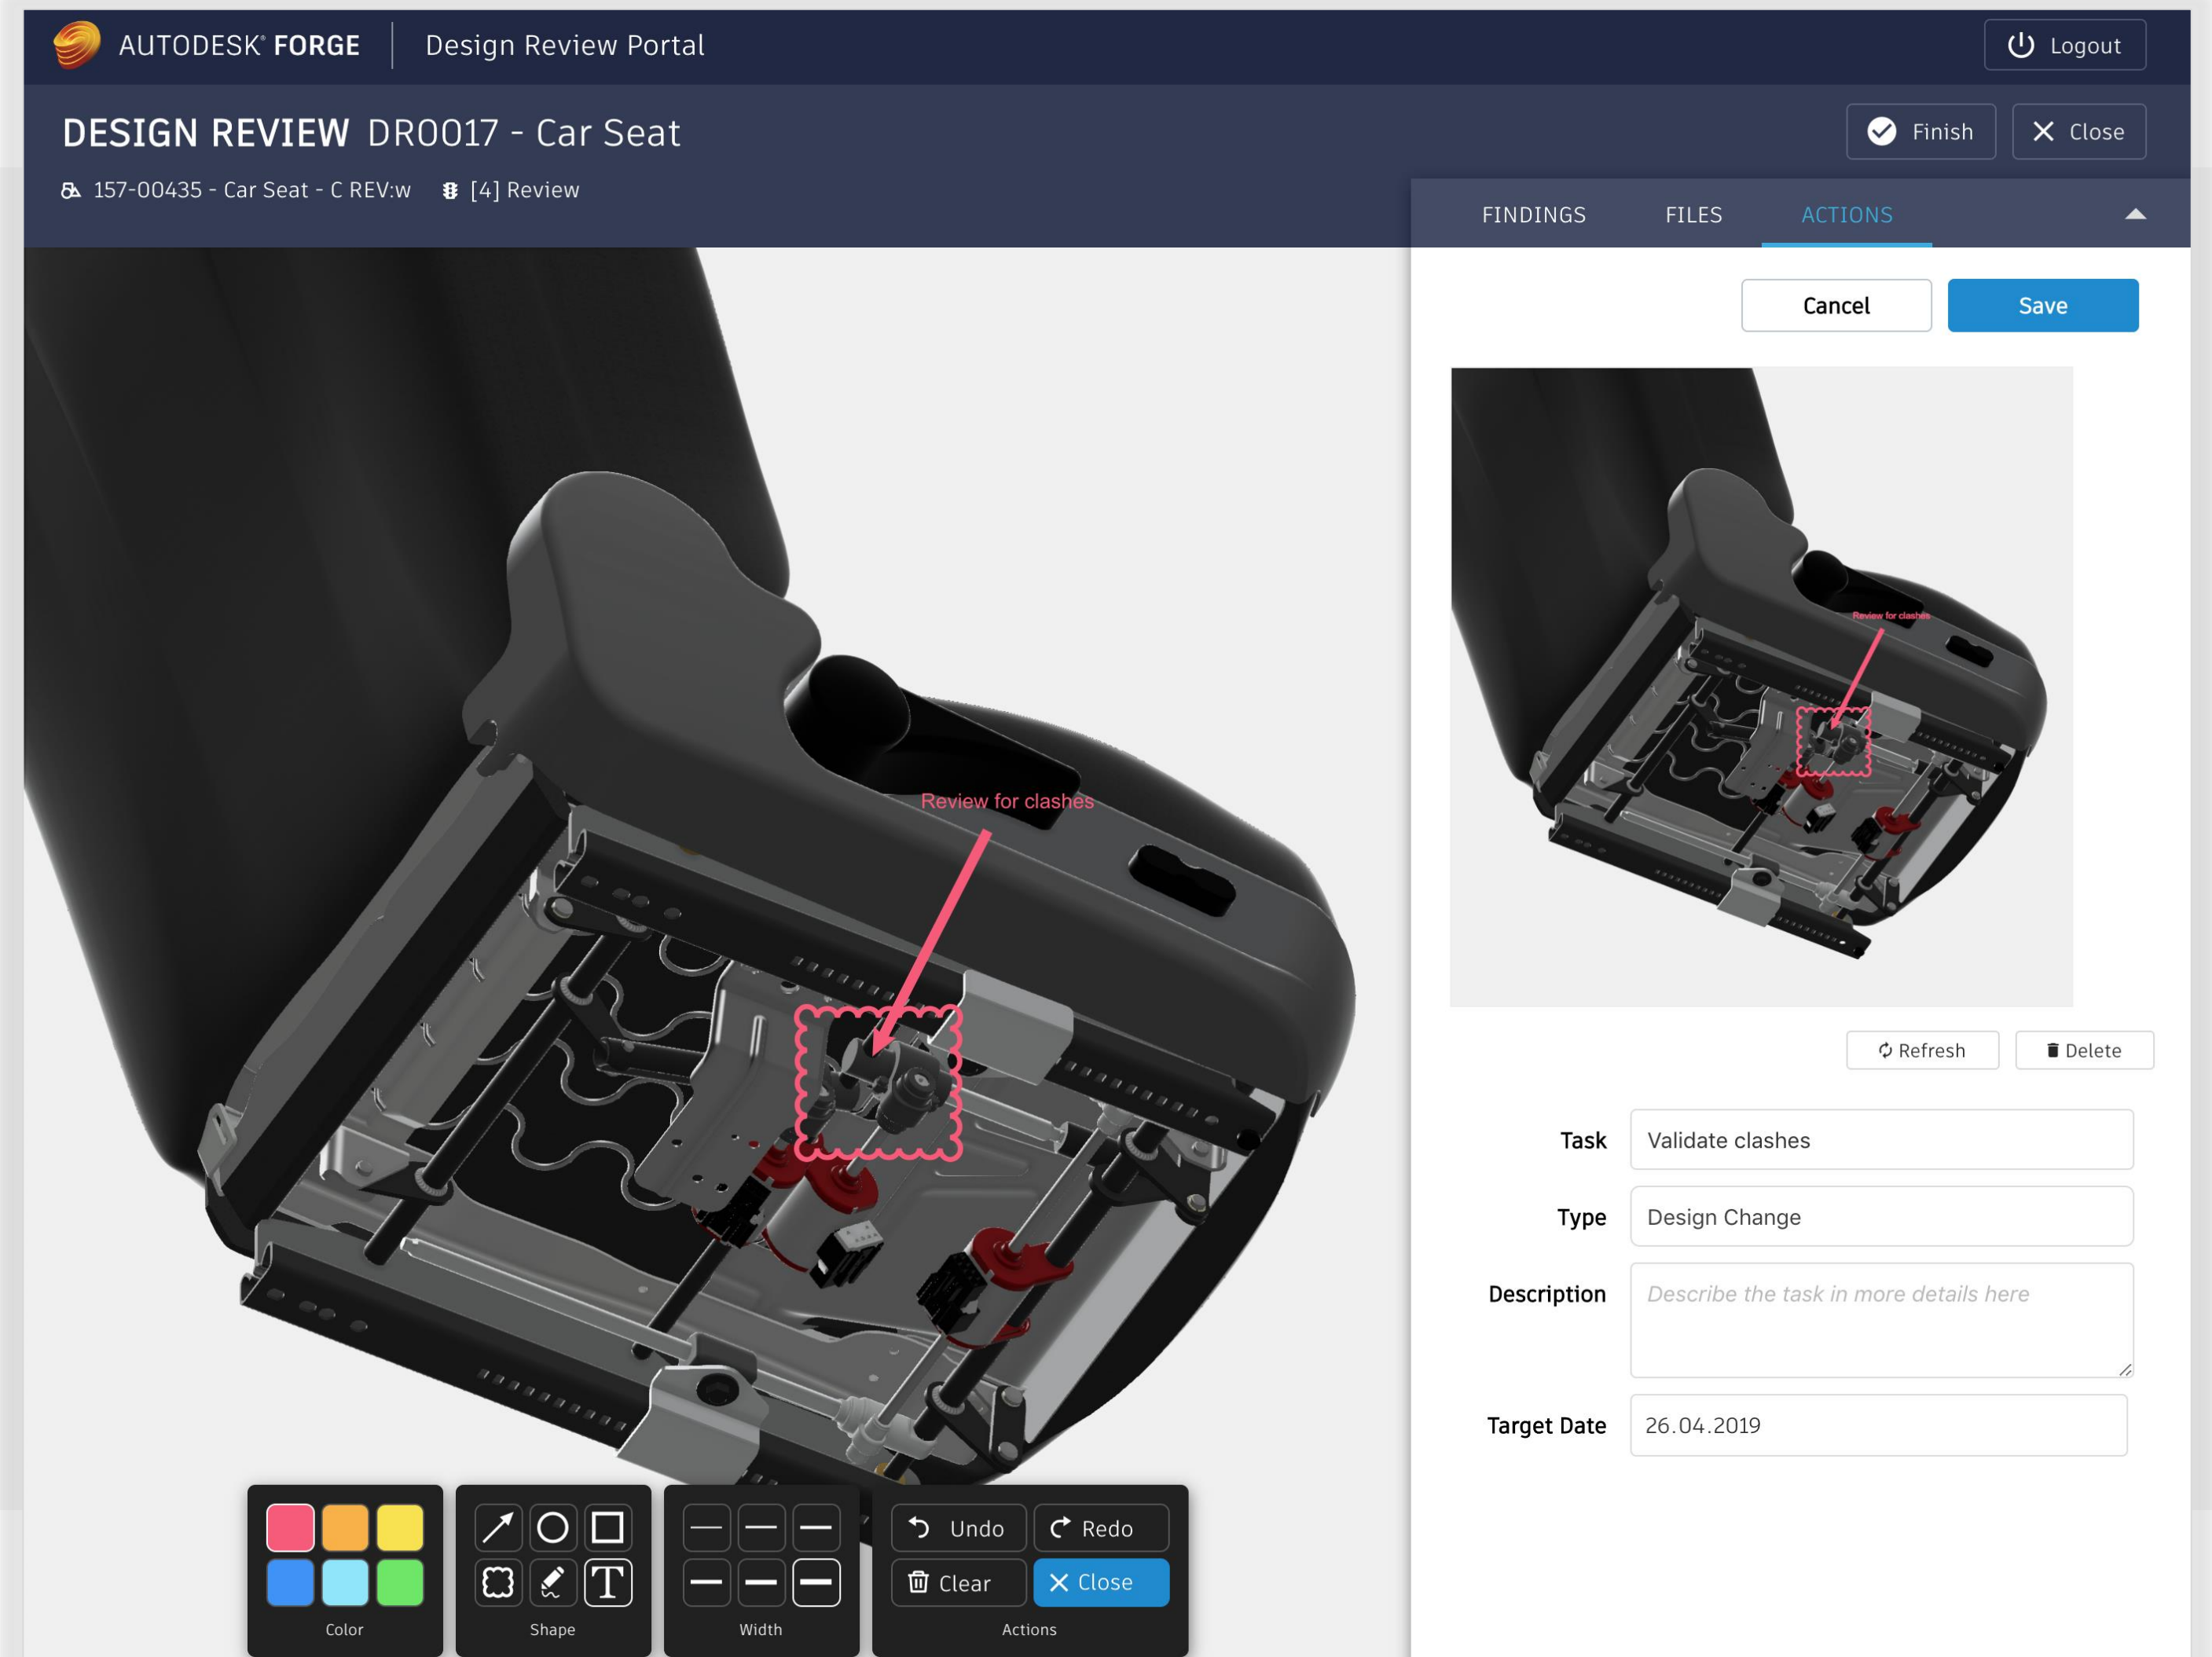 AUTODESK® FORGE
Design Review Portal
Logout
DESIGN REVIEW DR0017 - Car Seat
Finish
Close
157-00435 - Car Seat - C REV:w
[4] Review
FINDINGS
FILES
ACTIONS
Cancel
Save
Review for clashes
Review for clashes
Refresh
Delete
Task
Validate clashes
Type
Design Change
Description
Describe the task in more details here
Target Date
26.04.2019
Undo
Redo
T
Clear
Close
Color
Shape
Width
Actions